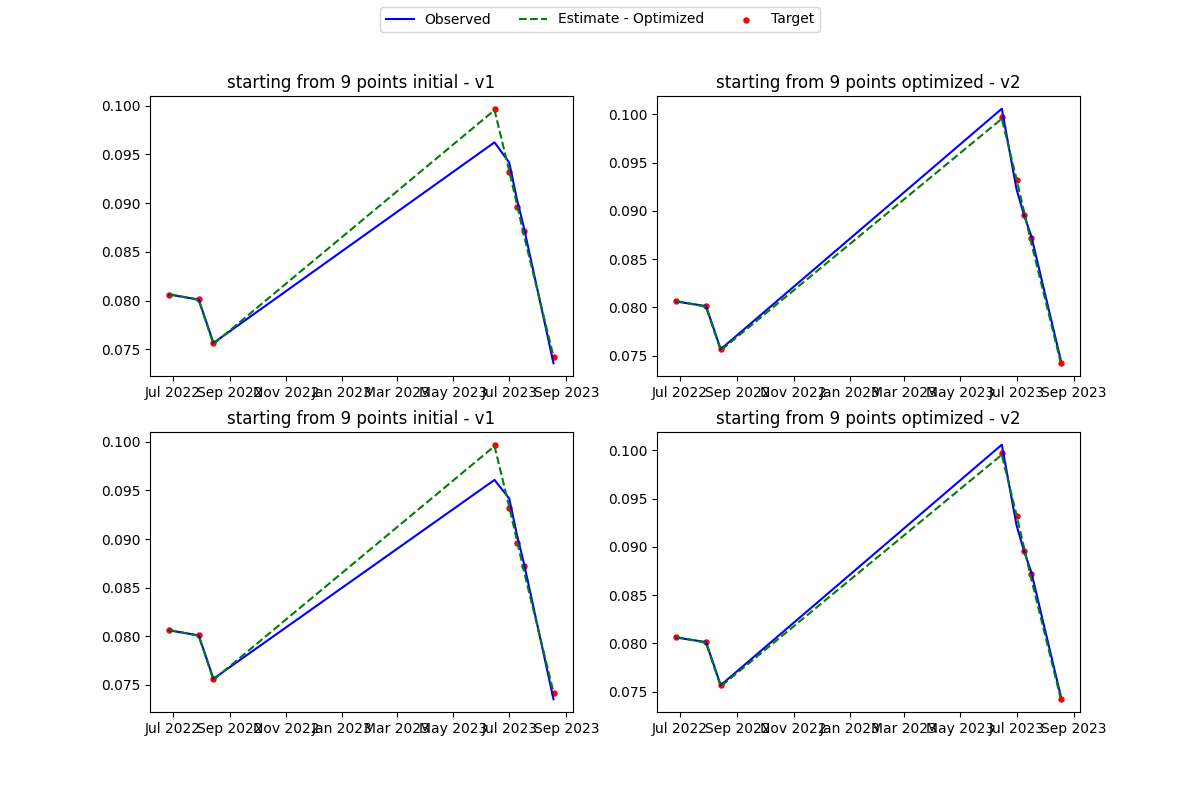 Observed Estimate - Optimized Target
starting from 9 points initial - v1
0.100
0.095
0.090
0.085
0.080
0.075
Jul 2022 Sep 2022 Nov 2022 Jan 2023 Mar 2023 May 2023 Jul 2023 Sep 2023
starting from 9 points optimized - v2
0.100
0.095
0.090
0.085
0.080
0.075
Jul 2022 Sep 2022 Nov 2022 Jan 2023 Mar 2023 May 2023 Jul 2023 Sep 2023
starting from 9 points initial - v1
0.100
0.095
0.090
0.085
0.080
0.075
Jul 2022 Sep 2022 Nov 2022 Jan 2023 Mar 2023 May 2023 Jul 2023 Sep 2023
starting from 9 points optimized - v2
0.100
0.095
0.090
0.085
0.080
0.075
Jul 2022 Sep 2022 Nov 2022 Jan 2023 Mar 2023 May 2023 Jul 2023 Sep 2023